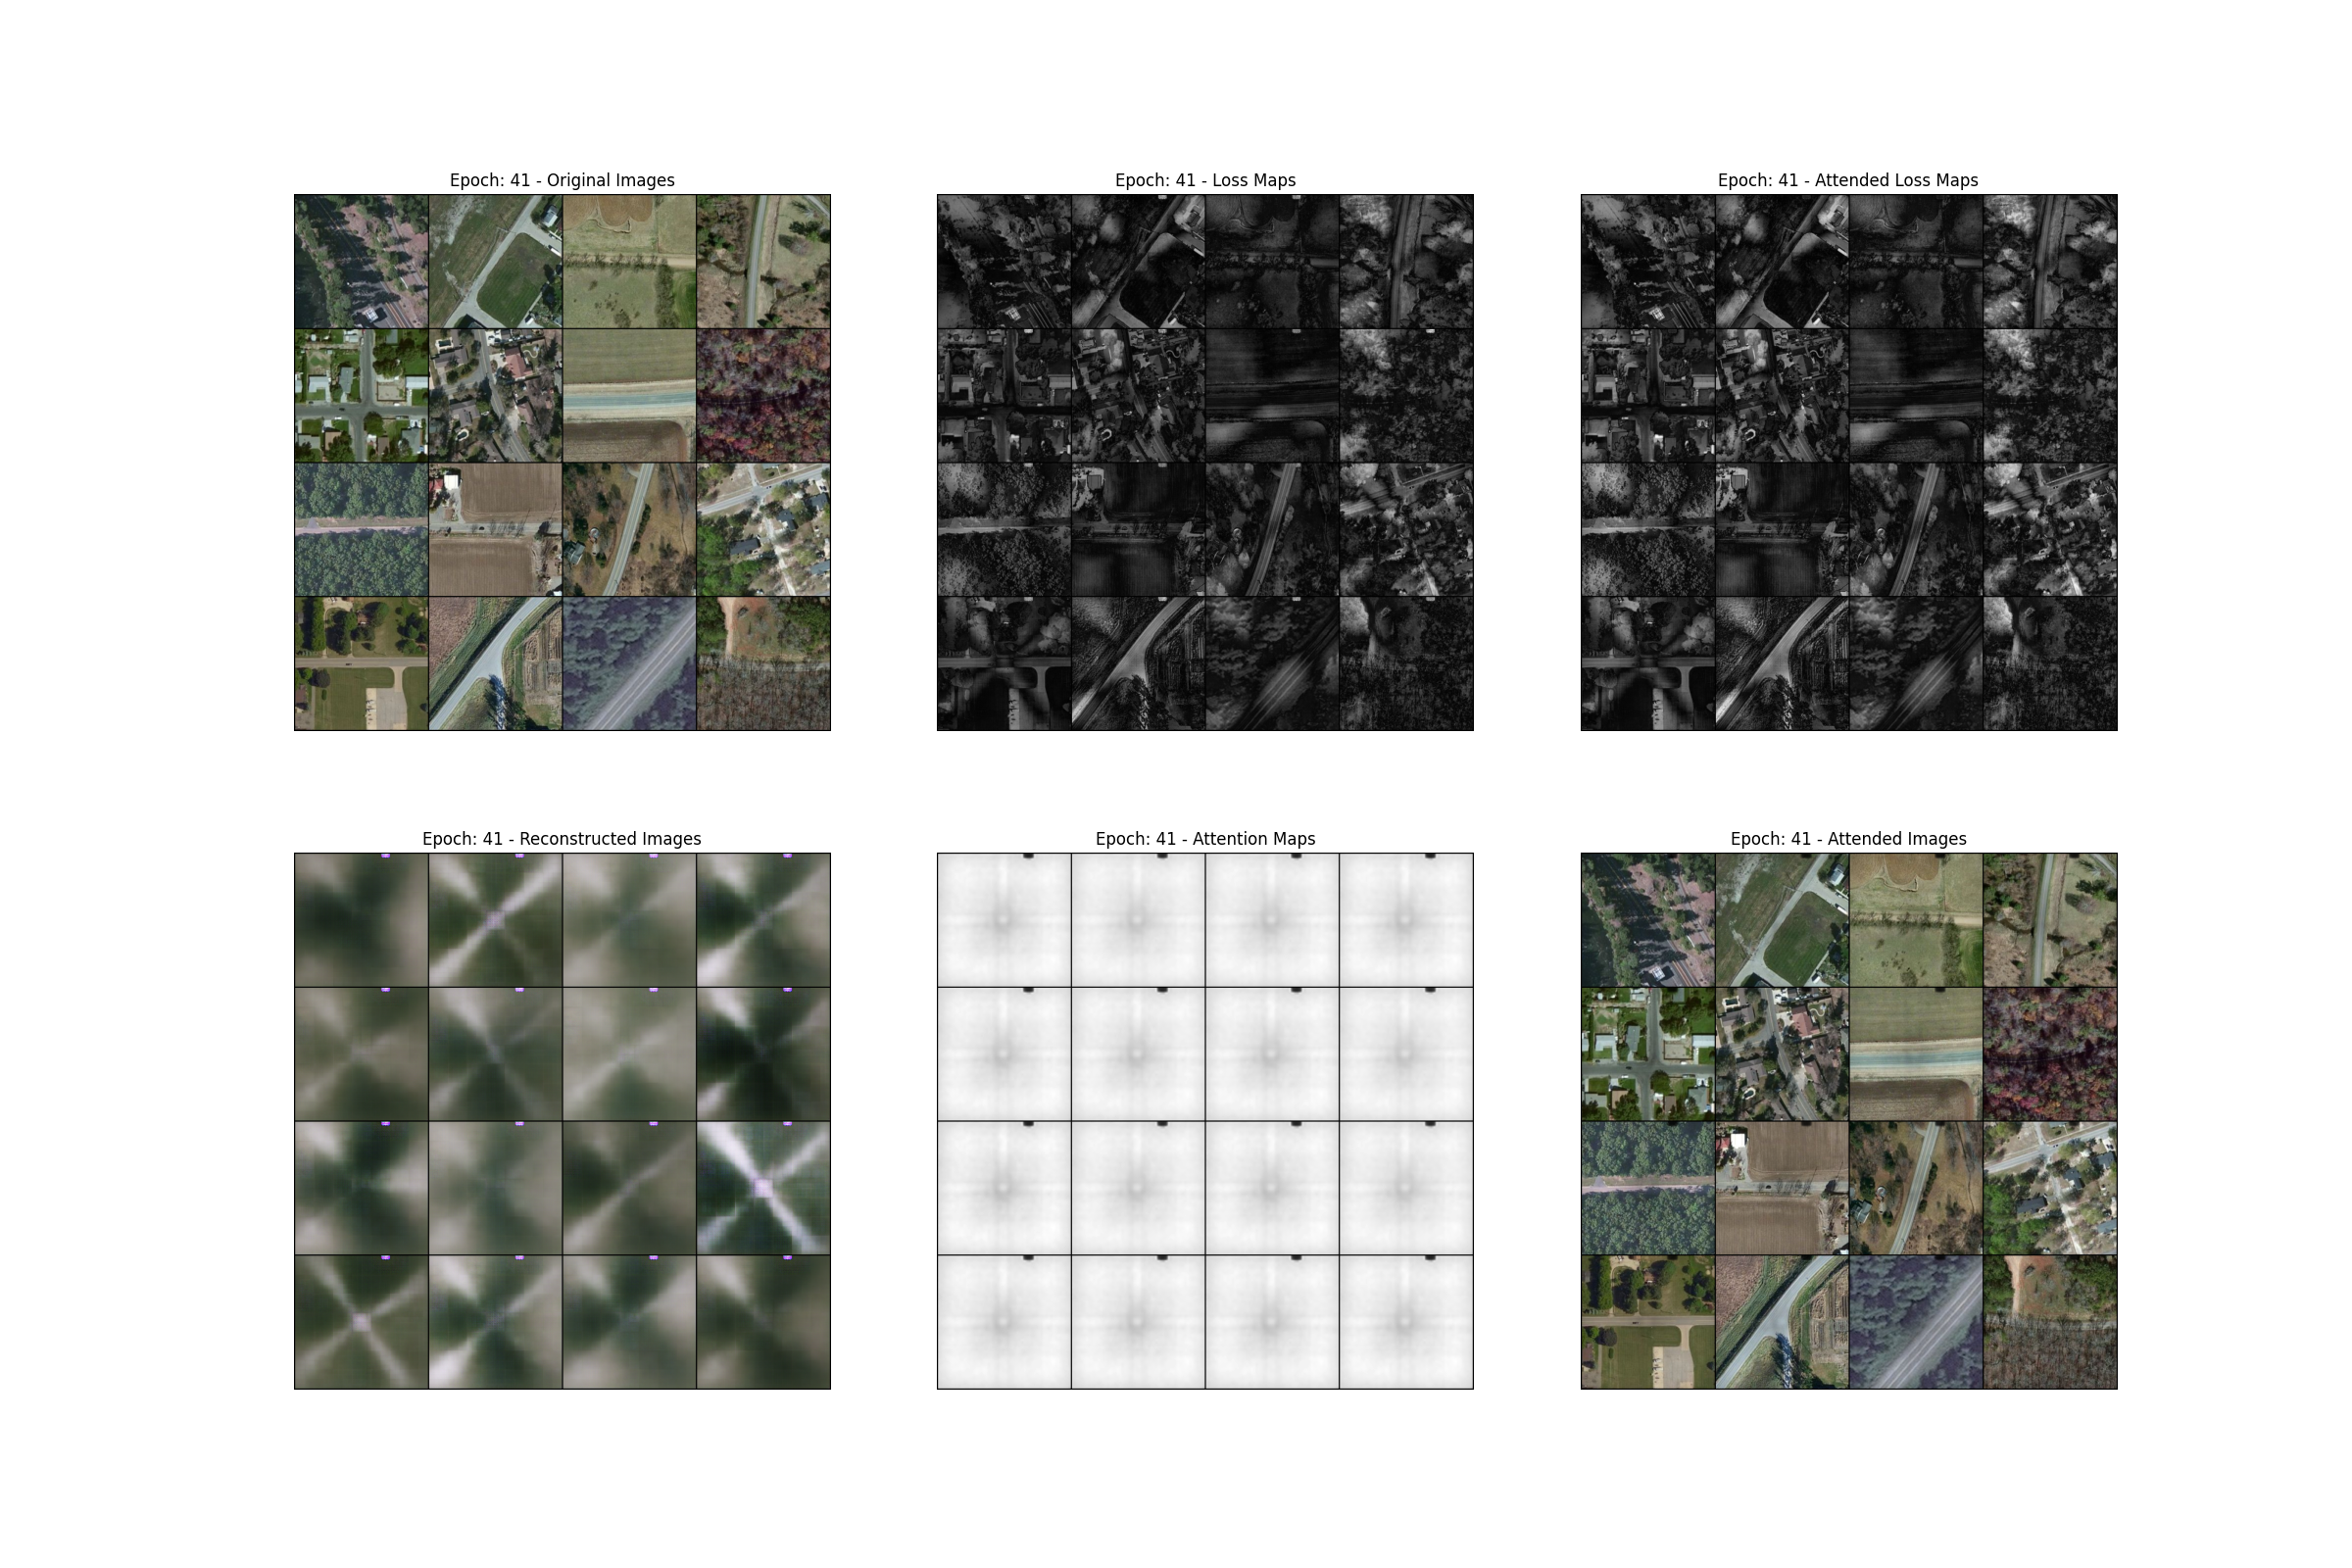 Epoch: 41 - Original Images
Epoch: 41 - Loss Maps
Epoch: 41 - Attended Loss Maps
Epoch: 41 - Reconstructed Images
Epoch: 41 - Attention Maps
Epoch: 41 - Attended Images